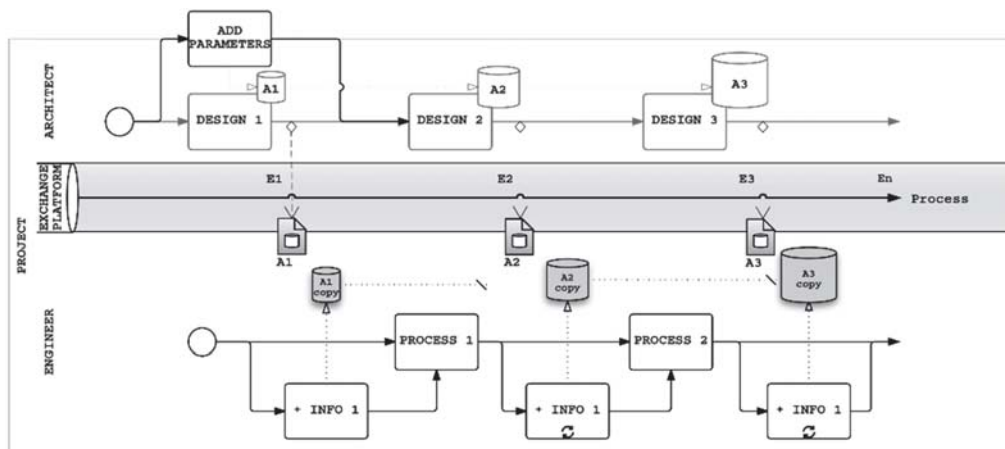 ADD
PARAMETERS
ARCHITECT
A1
A2
A3
DESIGN 1
DESIGN 2
DESIGN 3
PROJECT
EXCHANGE
PLATFORM
E1
E2
E3
En
Process
A1
A2
A3
A1
copy
A2
copy
A3
copy
ENGINEER
PROCESS 1
PROCESS 2
+ INFO 1
+ INFO 1
+ INFO 1